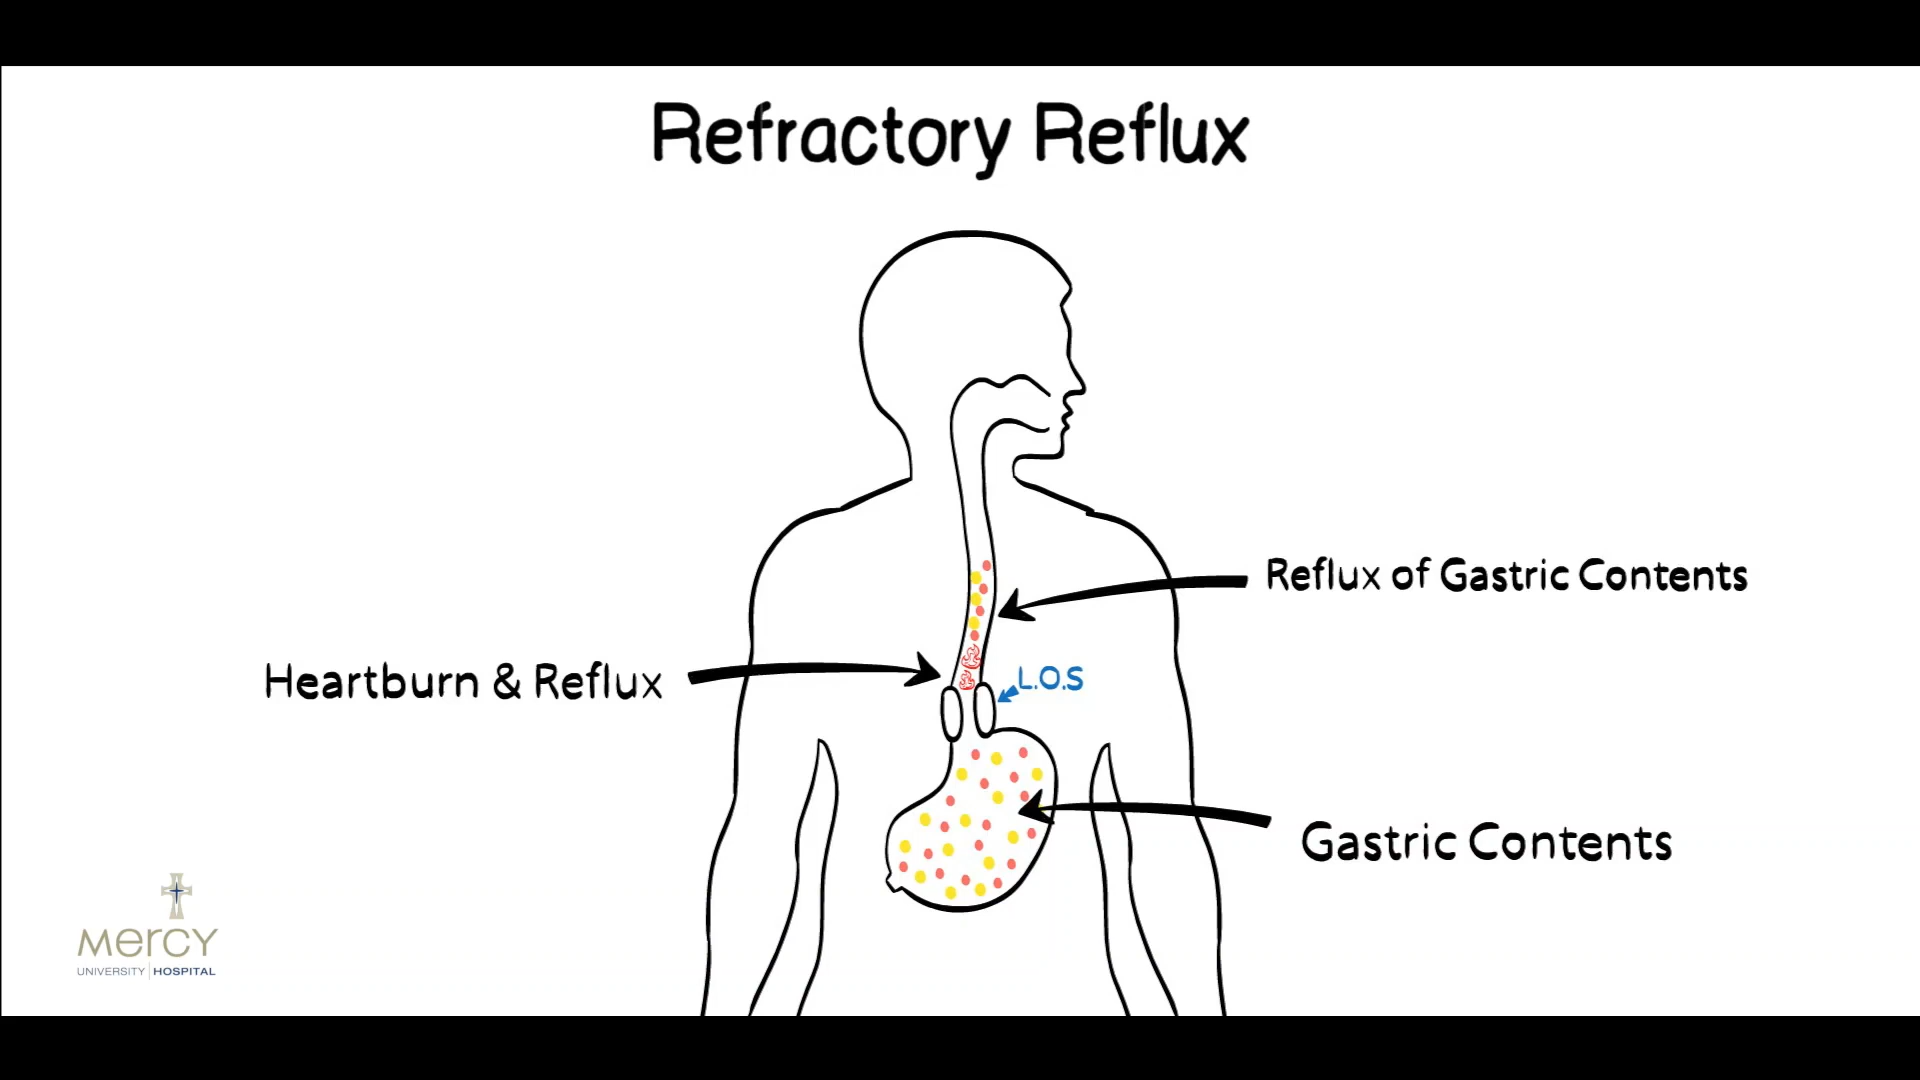 Refractory Reflux
Reflux of Gastric Contents
Heartburn & Reflux
L.O.S
Gastric Contents
MERCY
UNIVERSITY | HOSPITAL